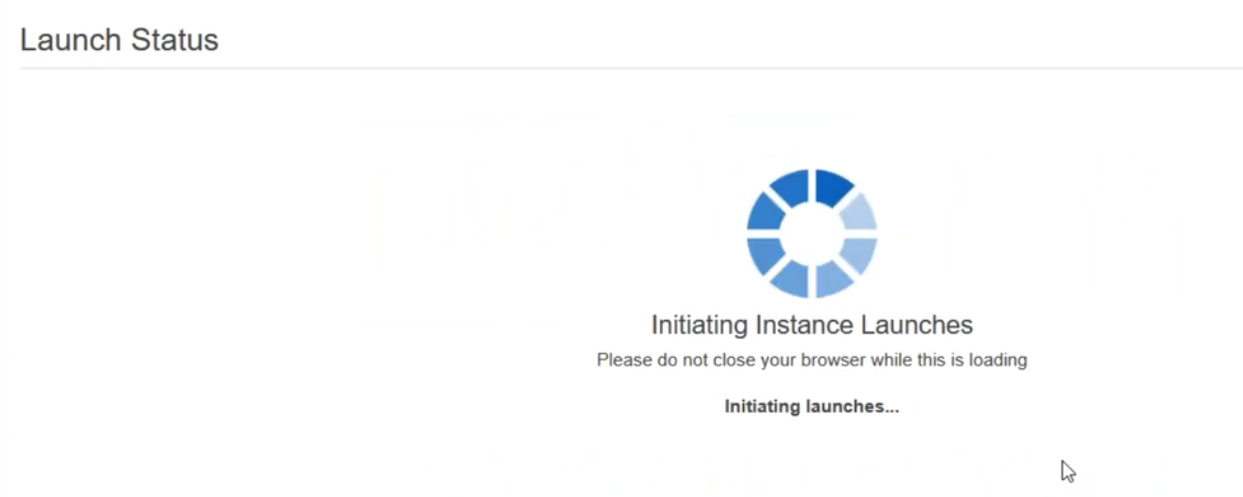 Launch Status
Initiating Instance Launches
Please do not close your browser while this is loading
Initiating launches...